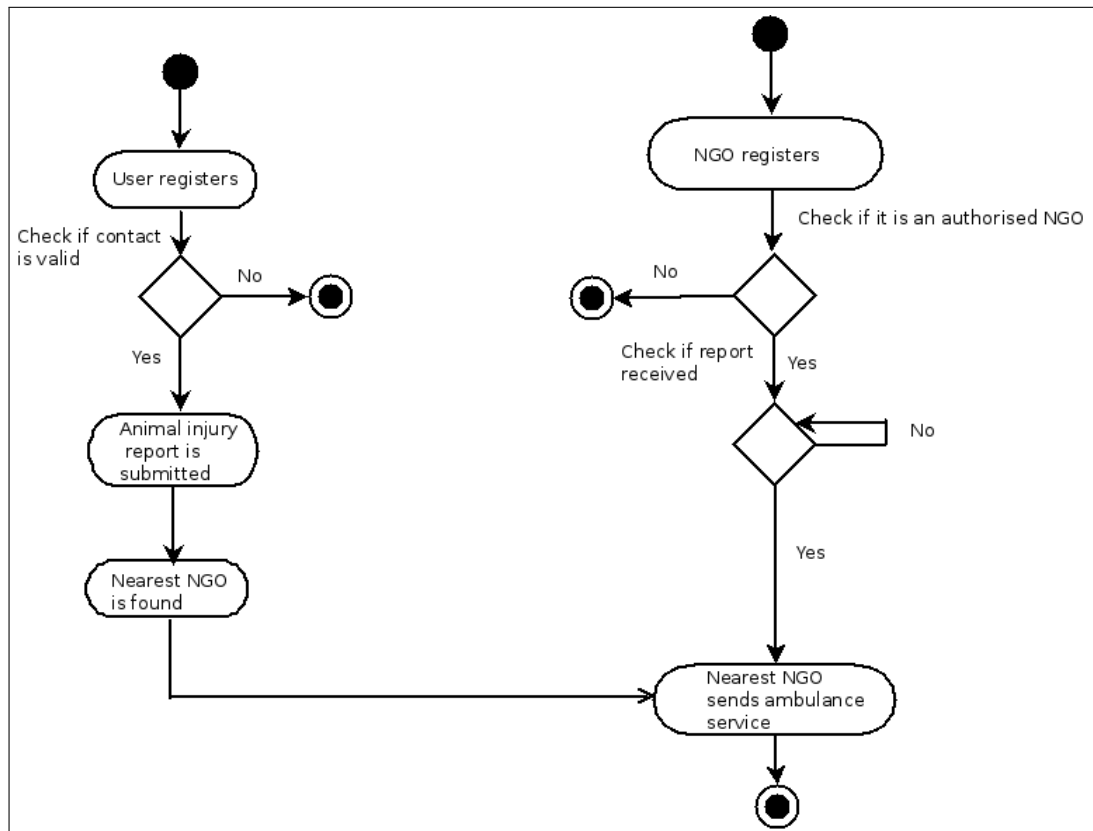 User registers
Check if contact
is valid
No
Yes
Animal injury
report is
submitted
Nearest NGO
is found
NGO registers
Check if it is an authorised NGO
No
Check if report
received
Yes
No
Yes
Nearest NGO
sends ambulance
service